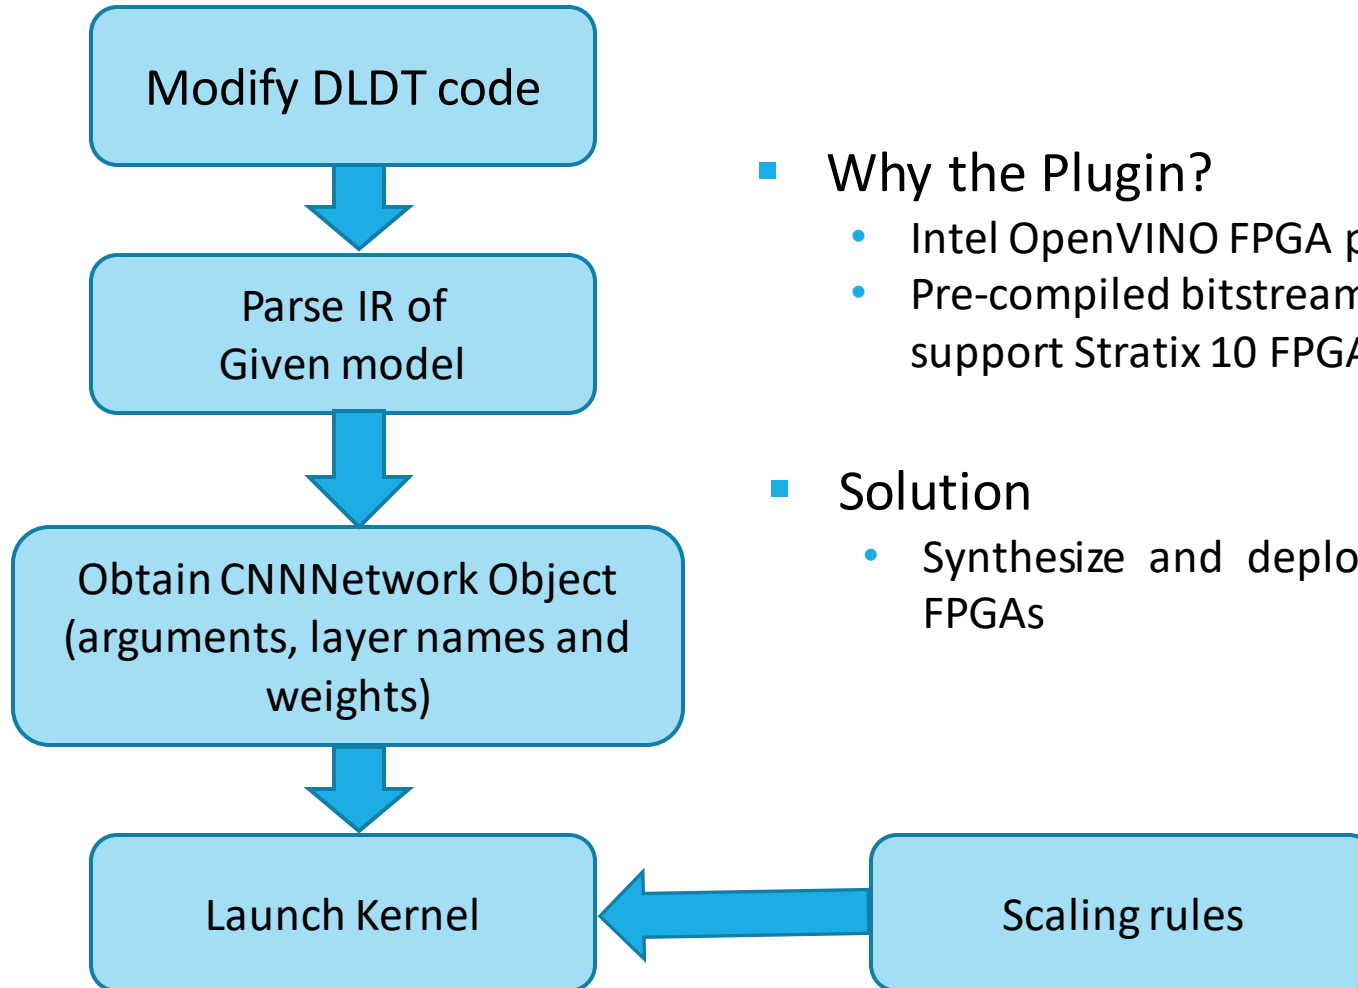 Modify DLDT code
Parse IR of
Given model
Obtain CNNNetwork Object
(arguments, layer names and
weights)
Launch Kernel
Scaling rules
Why the Plugin?
Intel OpenVINO FPGA
Pre-compiled
support Stratix 10
Solution
Synthesize and
FPGAs